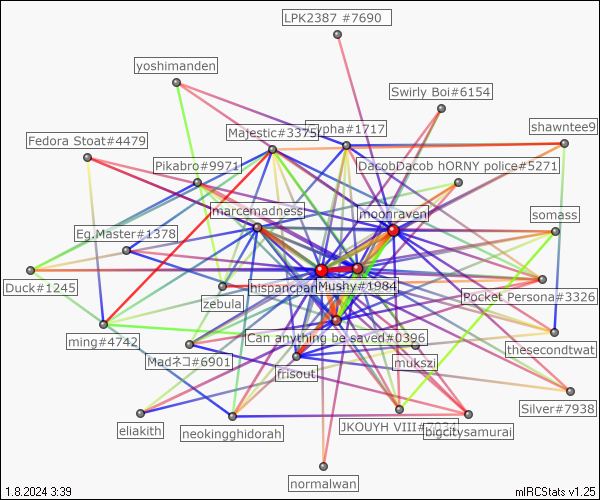 LPK2387 #7690
yoshimanden
Swirly Boi#6154
shawntee9
Majestic#3375
ypha#1717
Fedora Stoat#4479
Pikabro#9971
DacobDacob hORNY police#5271
marcemadness
moonraven
somass
Eg.Master#1378
Duck#1245
hispancpan
Mushy#1984
zebula
Pocket Persona#3326
ming#4742
Can anything be saved#0396
Madネコ#6901
mukszi
thesecondtwat
frisout
Silver#7938
eliakith
neokingghidorah
JKOUYH VIII#7034
bigcitysamurai
normalwan
1.8.2024 3:39
mIRCStats v1.25